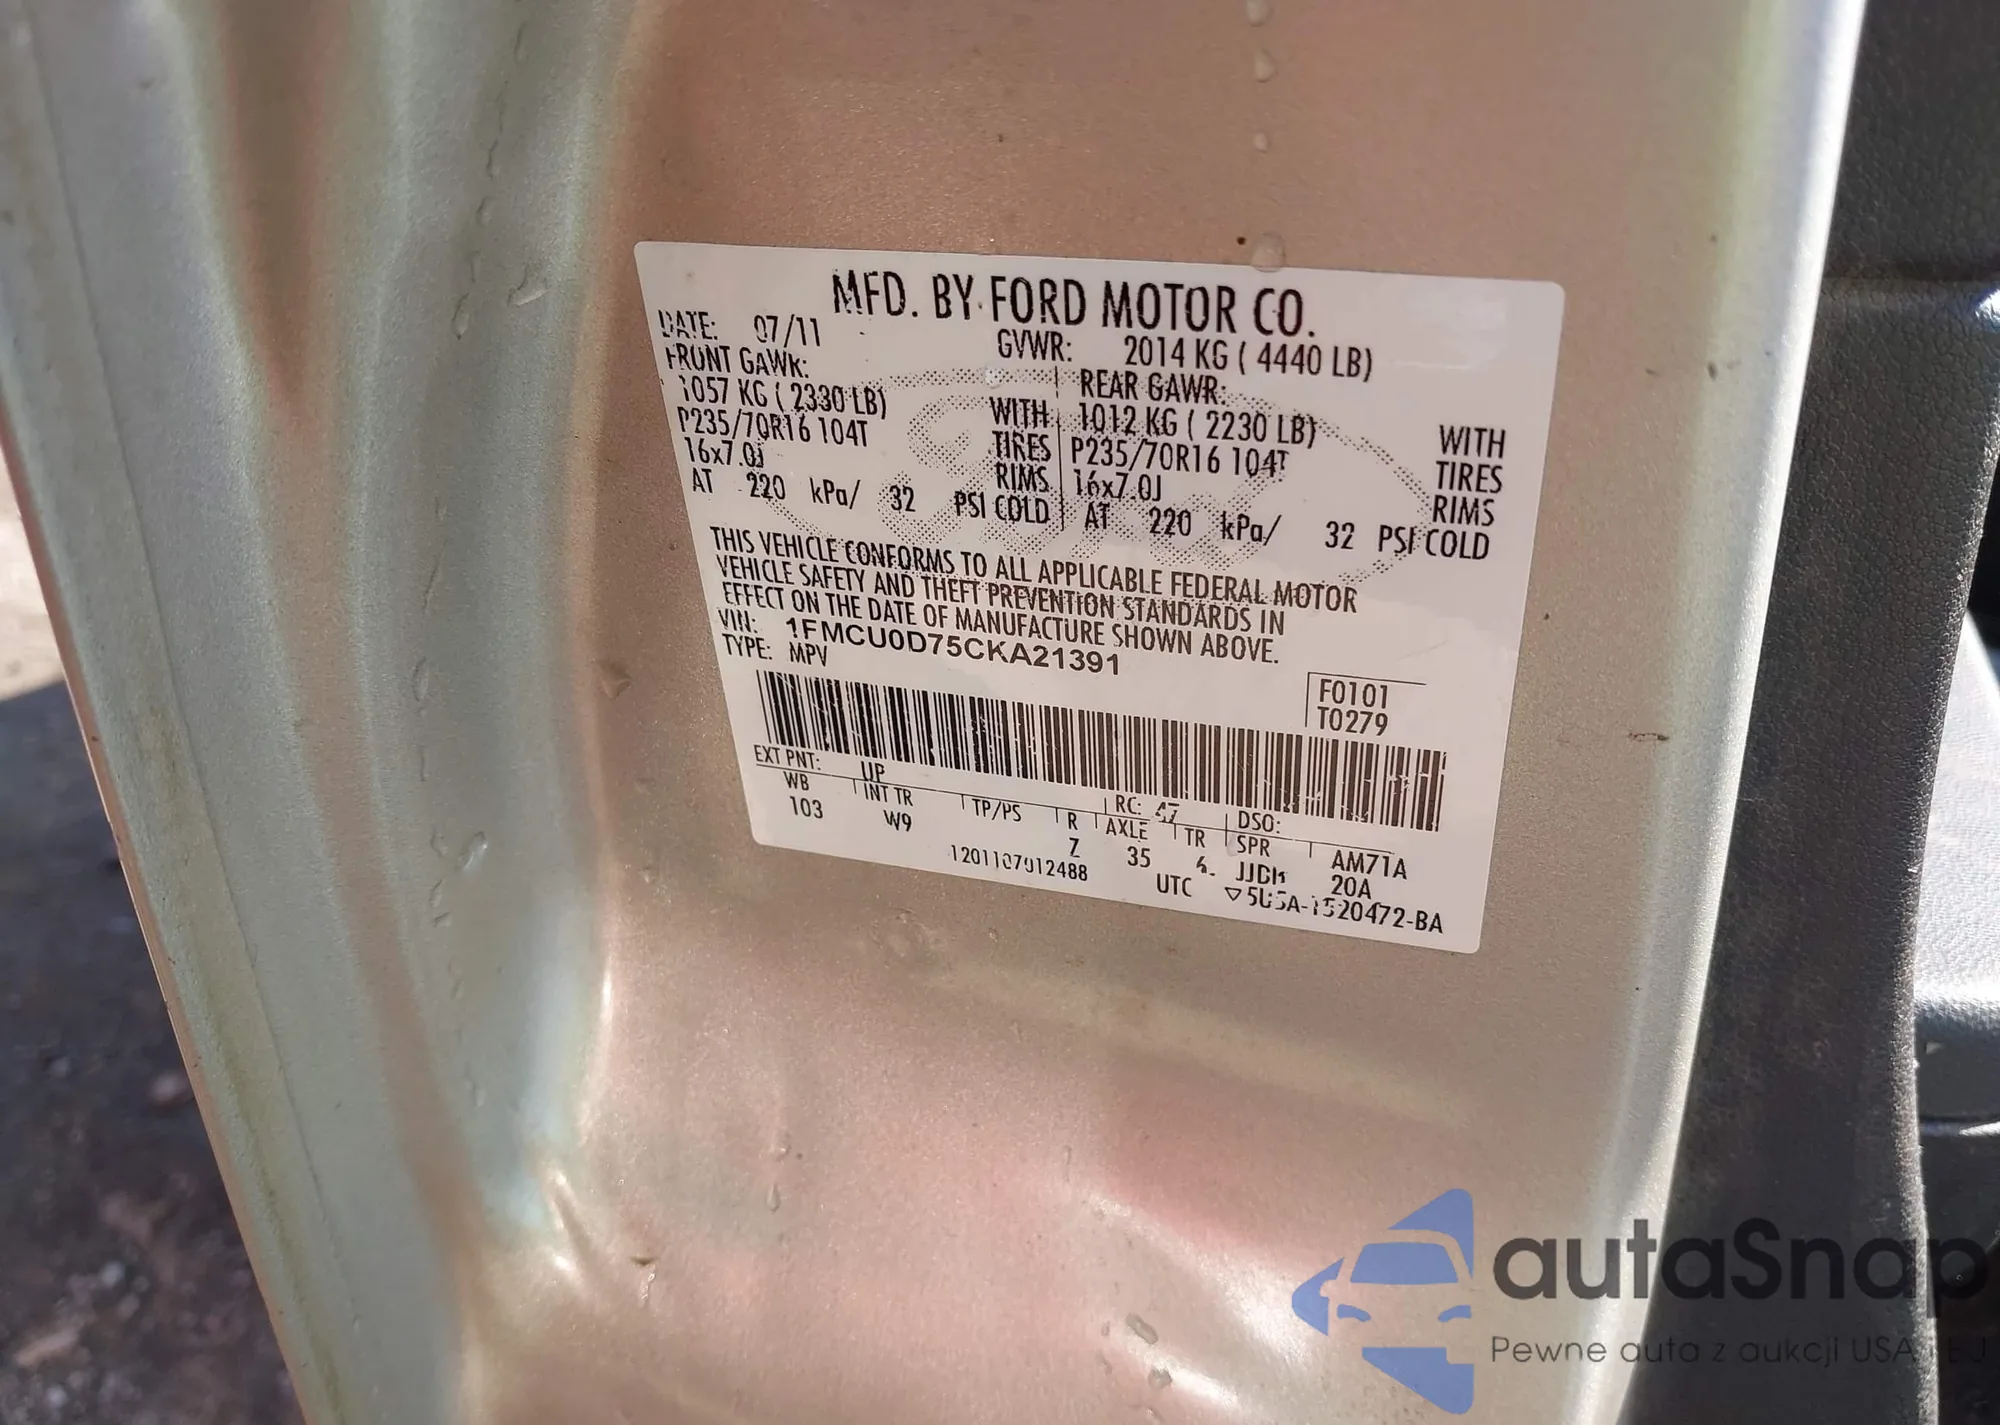 MFD. BY FORD MOTOR CO.
DATE: 07/11 GVWR: 2014 KG ( 4440 LB)
FRONT GAWR: REAR GAWR:
1057 KG ( 2330 LB) WITH 1012 KG ( 2230 LB) WITH
P235/70R16 104T TIRES P235/70R16 104T TIRES
16x7.0J RIMS 16x7.0J RIMS
AT 220 kPa/ 32 PSI COLD AT 220 kPa/ 32 PSI COLD
THIS VEHICLE CONFORMS TO ALL APPLICABLE FEDERAL MOTOR
VEHICLE SAFETY AND THEFT PREVENTION STANDARDS IN
EFFECT ON THE DATE OF MANUFACTURE SHOWN ABOVE.
VIN: 1FMCU0D75CKA21391
TYPE: MPV
F0101
T0279
EXT PNT: UP RC: 47 DSO:
WB INT TR TP/PS R AXLE TR SPR AM71A
103 W9 Z 35 JJDH 20A
1201107012488 UTC ▽5U5A-1520472-BA
autaSnap
Pewne auta z aukcji USA i EU